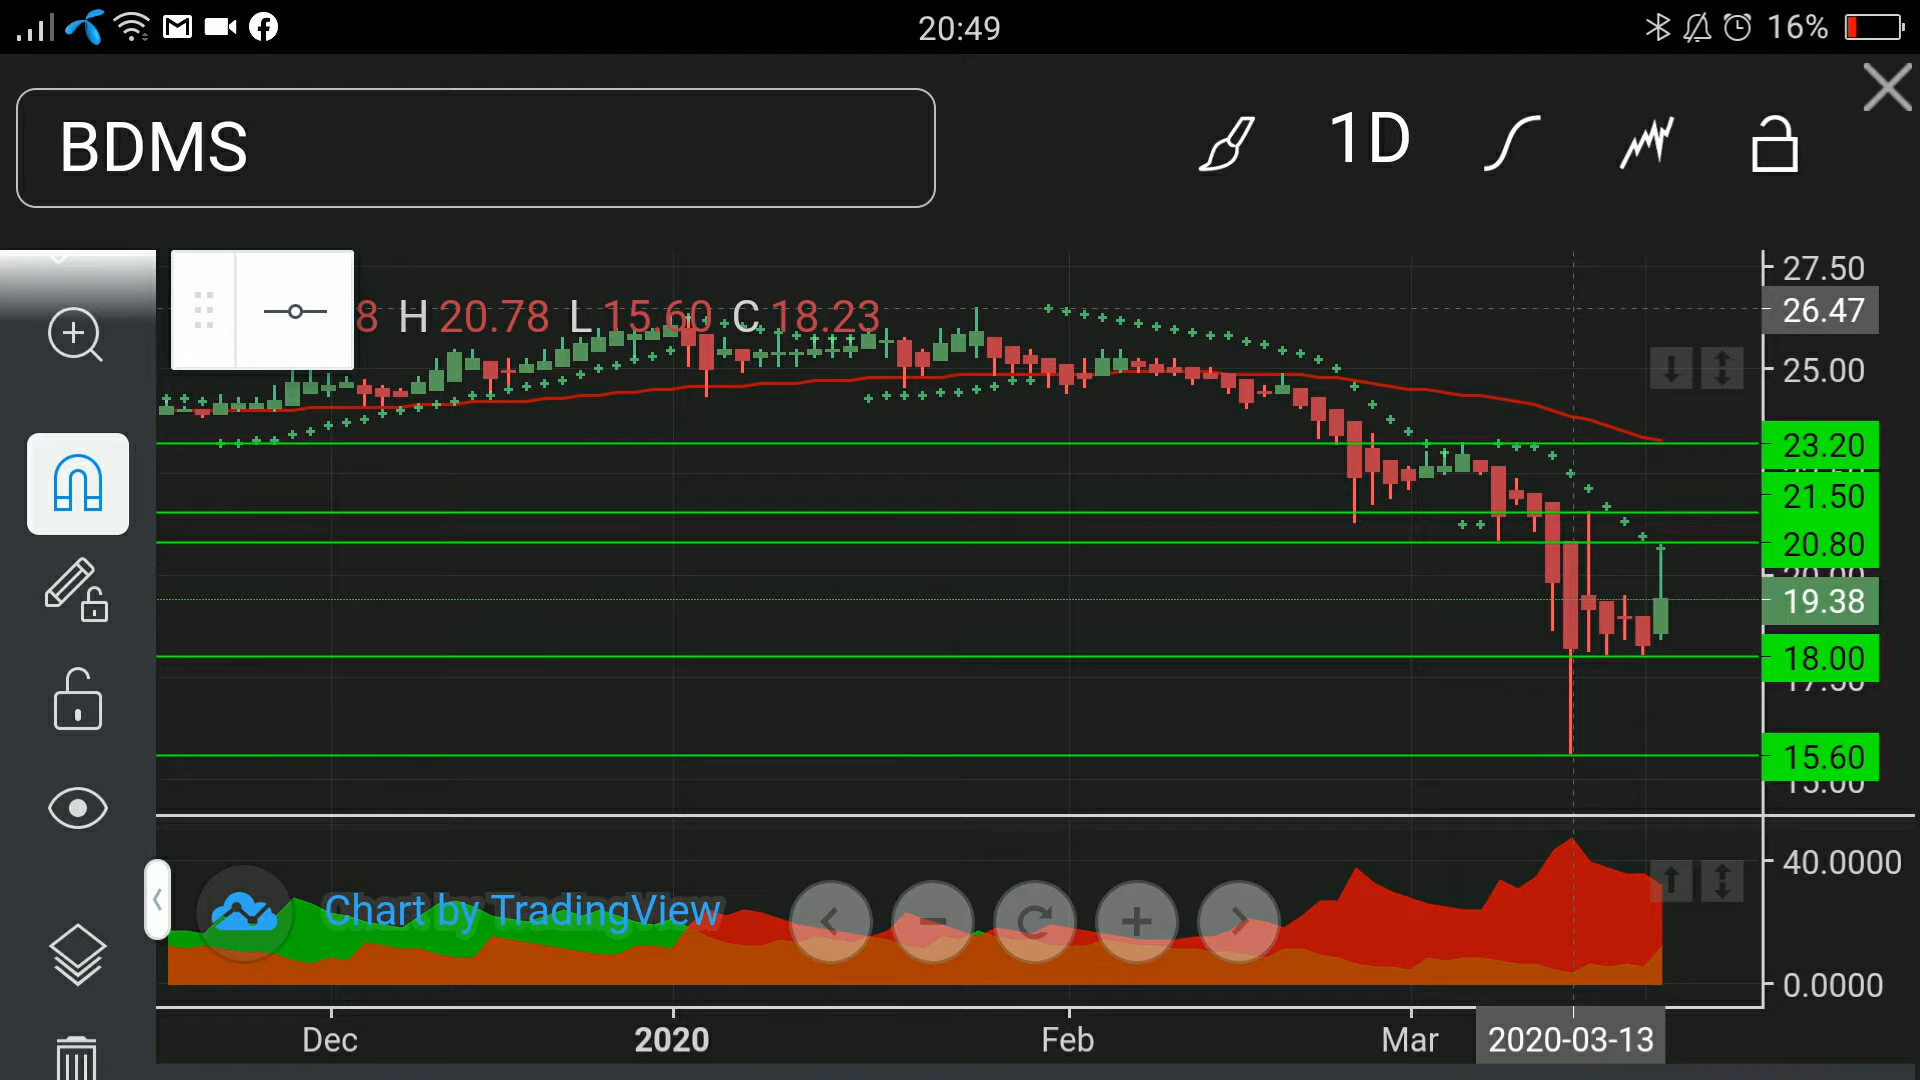 20:49
16%
BDMS
1D
8 H 20.78 L 15.60 C 18.23
27.50
26.47
25.00
23.20
21.50
20.80
19.38
18.00
15.60
Chart by TradingView
40.0000
0.0000
Dec
2020
Feb
Mar
2020-03-13